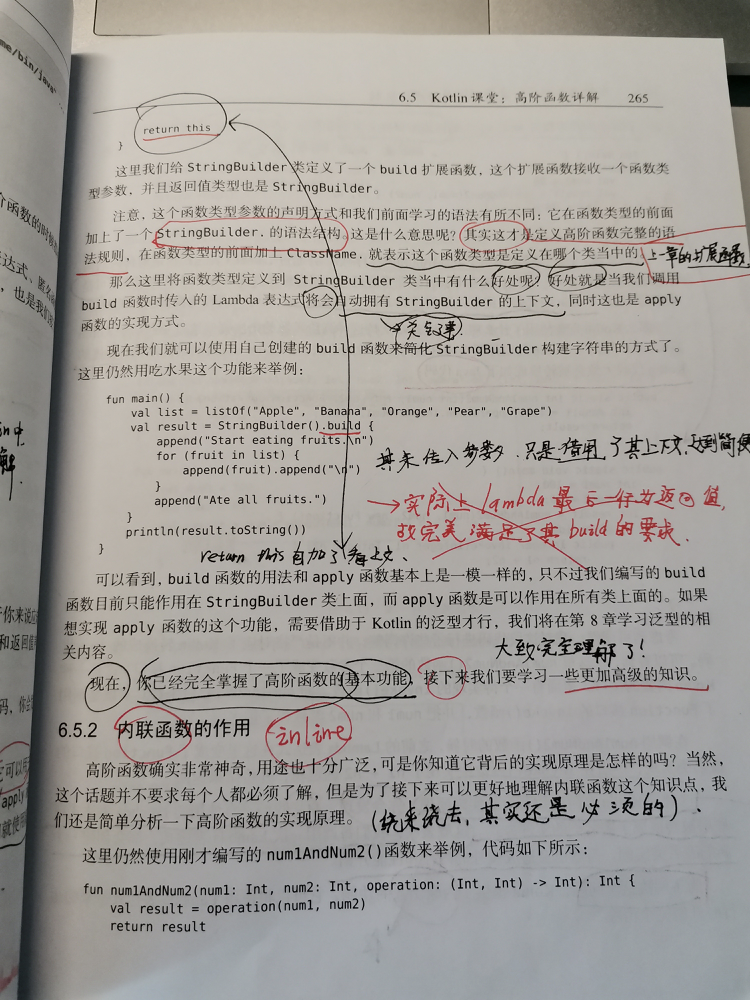 me/bin/java"
6.5 Kotlin 课堂：高阶函数详解 265
return this
}
这里我们给 StringBuilder 类定义了一个 build 扩展函数，这个扩展函数接收一个函数类
型参数，并且返回值类型也是 StringBuilder。
注意，这个函数类型参数的声明方式和我们前面学习的语法有所不同：它在函数类型的前面
加上了一个 StringBuilder. 的语法结构。这是什么意思呢？其实这才是定义高阶函数完整的语
法规则，在函数类型的前面加上 ClassName. 就表示这个函数类型是定义在哪个类当中的。
上一章的扩展函数
那么这里将函数类型定义到 StringBuilder 类当中有什么好处呢？好处就是当我们调用
build 函数时传入的 Lambda 表达式将会自动拥有 StringBuilder 的上下文，同时这也是 apply
函数的实现方式。
现在我们就可以使用自己创建的 build 函数来简化 StringBuilder 构建字符串的方式了。
这里仍然用吃水果这个功能来举例：
fun main() {
val list = listOf("Apple", "Banana", "Orange", "Pear", "Grape")
val result = StringBuilder().build {
append("Start eating fruits.\n")
for (fruit in list) {
append(fruit).append("\n")
}
append("Ate all fruits.")
}
println(result.toString())
}
其未传入参数，只是借用了其上下文，达到简便
→实际上 lambda 最后一行为返回值，
故完美满足了其 build 的要求.
return this 自加了
可以看到，build 函数的用法和 apply 函数基本上是一模一样的，只不过我们编写的 build
函数目前只能作用在 StringBuilder 类上面，而 apply 函数是可以作用在所有类上面的。如果
想实现 apply 函数的这个功能，需要借助于 Kotlin 的泛型才行，我们将在第 8 章学习泛型的相
关内容。
大致完全理解了！
现在，你已经完全掌握了高阶函数的基本功能，接下来我们要学习一些更加高级的知识。
6.5.2 内联函数的作用
inline
高阶函数确实非常神奇，用途也十分广泛，可是你知道它背后的实现原理是怎样的吗？当然，
这个话题并不要求每个人都必须了解，但是为了接下来可以更好地理解内联函数这个知识点，我
们还是简单分析一下高阶函数的实现原理。
（绕来绕去，其实还是必须的）.
这里仍然使用刚才编写的 num1AndNum2()函数来举例，代码如下所示：
fun num1AndNum2(num1: Int, num2: Int, operation: (Int, Int) -> Int): Int {
val result = operation(num1, num2)
return result